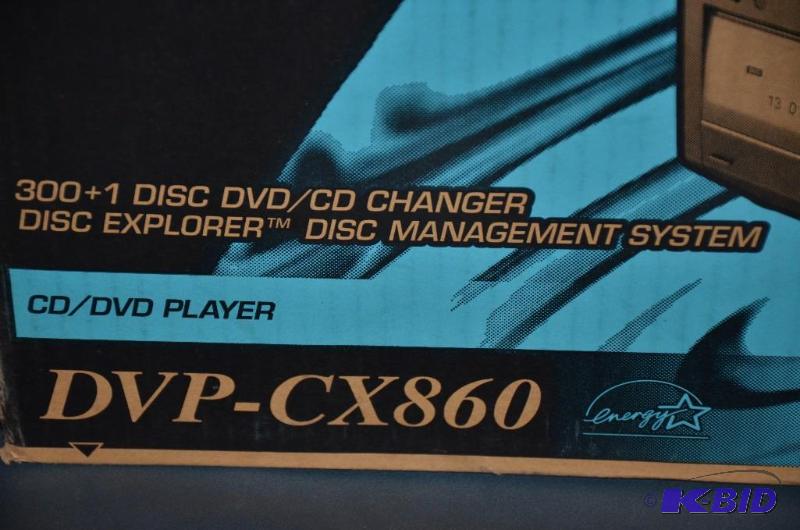 300+1 DISC DVD/CD CHANGER
DISC EXPLORER™ DISC MANAGEMENT SYSTEM
CD/DVD PLAYER
DVP-CX860
energy
© K-BID